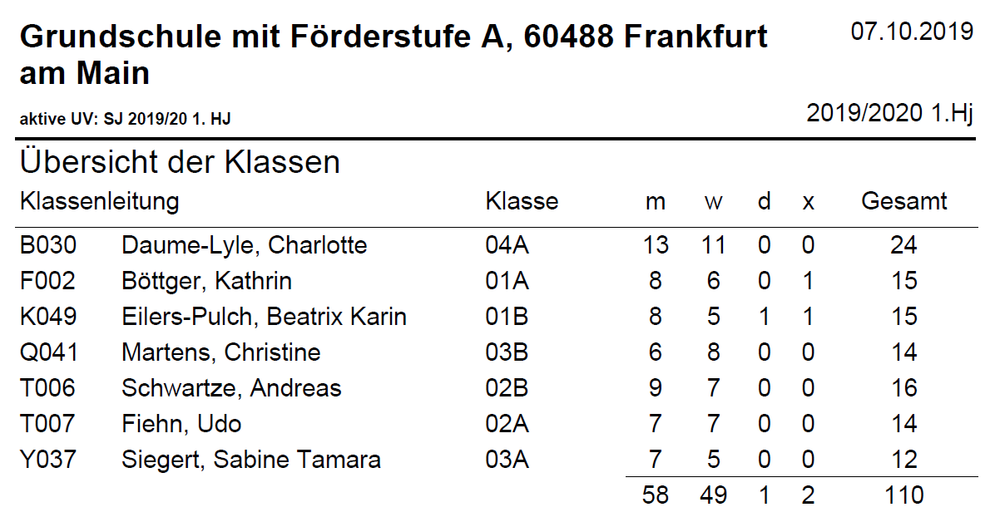 Grundschule mit Förderstufe A, 60488 Frankfurt am Main
07.10.2019
aktive UV: SJ 2019/20 1. HJ
2019/2020 1.Hj
Übersicht der Klassen
Klassenleitung Klasse m w d x Gesamt
B030 Daume-Lyle, Charlotte 04A 13 11 0 0 24
F002 Böttger, Kathrin 01A 8 6 0 1 15
K049 Eilers-Pulch, Beatrix Karin 01B 8 5 1 1 15
Q041 Martens, Christine 03B 6 8 0 0 14
T006 Schwartze, Andreas 02B 9 7 0 0 16
T007 Fiehn, Udo 02A 7 7 0 0 14
Y037 Siegert, Sabine Tamara 03A 7 5 0 0 12
58 49 1 2 110